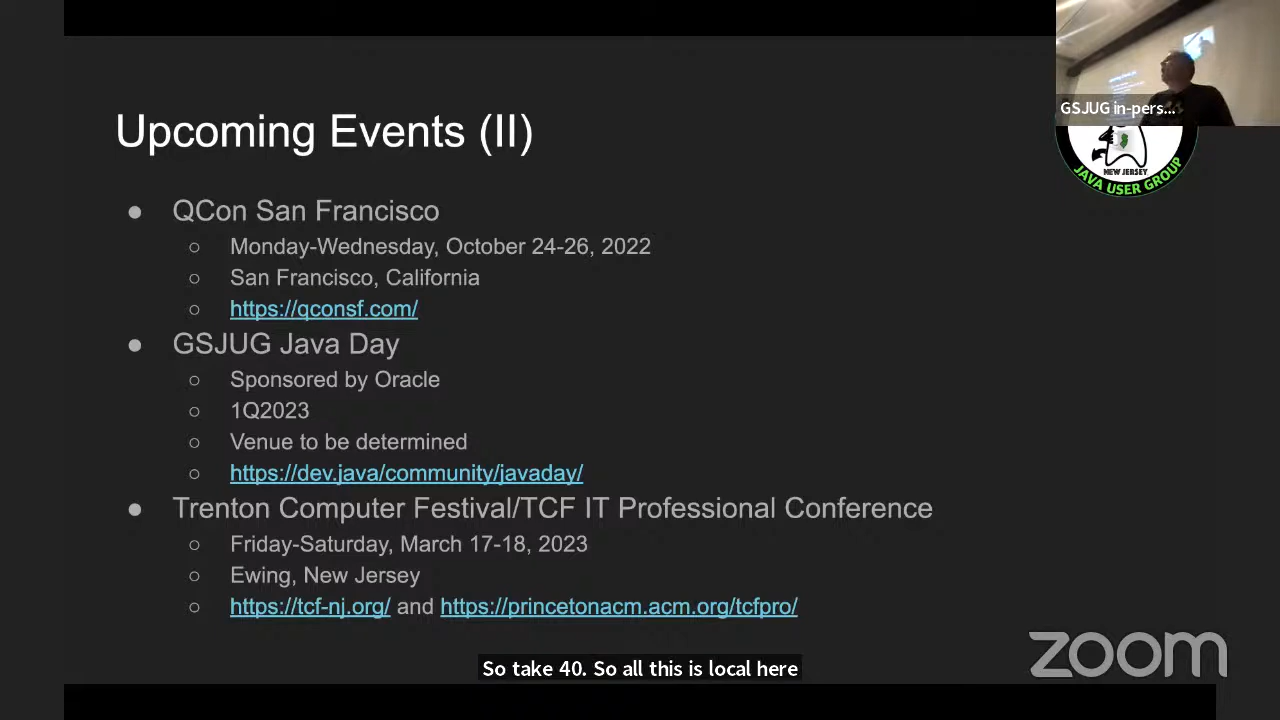 GSJUG in-pers...
NEW JERSEY
JAVA USER GROUP
Upcoming Events (II)
● QCon San Francisco
○ Monday-Wednesday, October 24-26, 2022
○ San Francisco, California
○ https://qconsf.com/
● GSJUG Java Day
○ Sponsored by Oracle
○ 1Q2023
○ Venue to be determined
○ https://dev.java/community/javaday/
● Trenton Computer Festival/TCF IT Professional Conference
○ Friday-Saturday, March 17-18, 2023
○ Ewing, New Jersey
○ https://tcf-nj.org/ and https://princetonacm.acm.org/tcfpro/
So take 40. So all this is local here
zoom